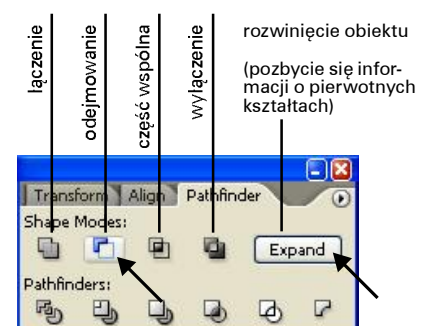 łączenie
odejmowanie
część wspólna
wyłączenie
rozwinięcie obiektu
(pozbycie się infor-
macji o pierwotnych
kształtach)
Transform Align Pathfinder
Shape Modes:
Expand
Pathfinders: